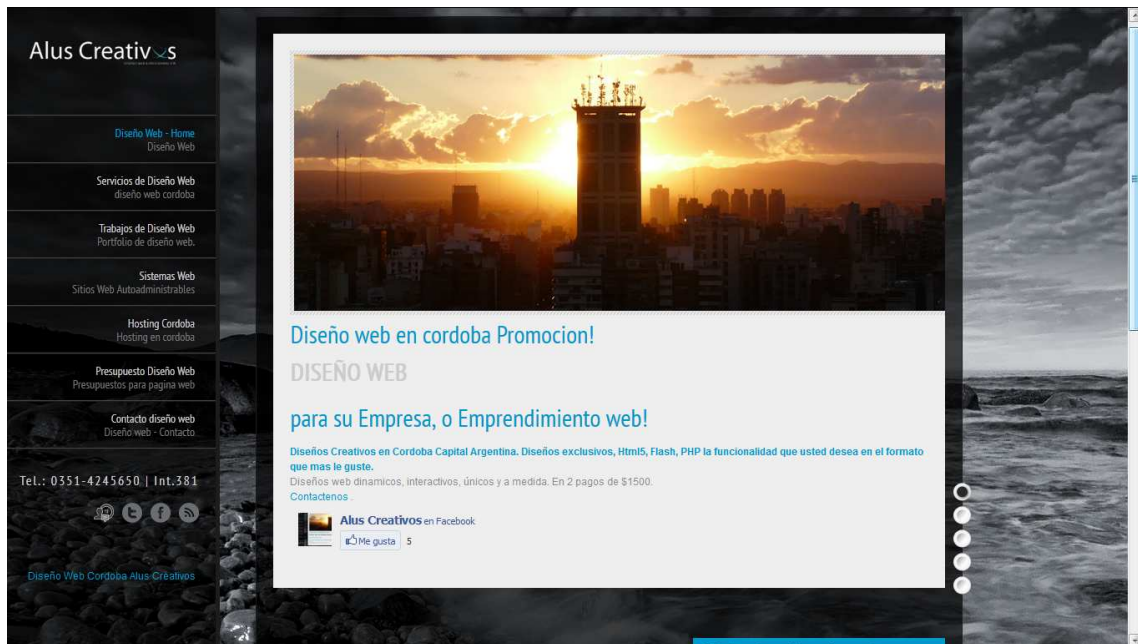 Alus Creativos
Diseño Web - Home
Diseño Web
Servicios de Diseño Web
diseño web cordoba
Trabajos de Diseño Web
Portfolio de diseño web.
Sistemas Web
Sitios Web Autoadministrables
Hosting Cordoba
Hosting en cordoba
Presupuesto Diseño Web
Presupuestos para pagina web
Contacto diseño web
Diseño web - Contacto
Tel.: 0351-4245650 | Int.381
Diseño Web Cordoba Alus Creativos
Diseño web en cordoba Promocion!
DISEÑO WEB
para su Empresa, o Emprendimiento web!
Diseños Creativos en Cordoba Capital Argentina. Diseños exclusivos, Html5, Flash, PHP la funcionalidad que usted desea en el formato
que mas le guste.
Diseños web dinamicos, interactivos, únicos y a medida. En 2 pagos de $1500.
Contactenos .
Alus Creativos en Facebook
Me gusta 5